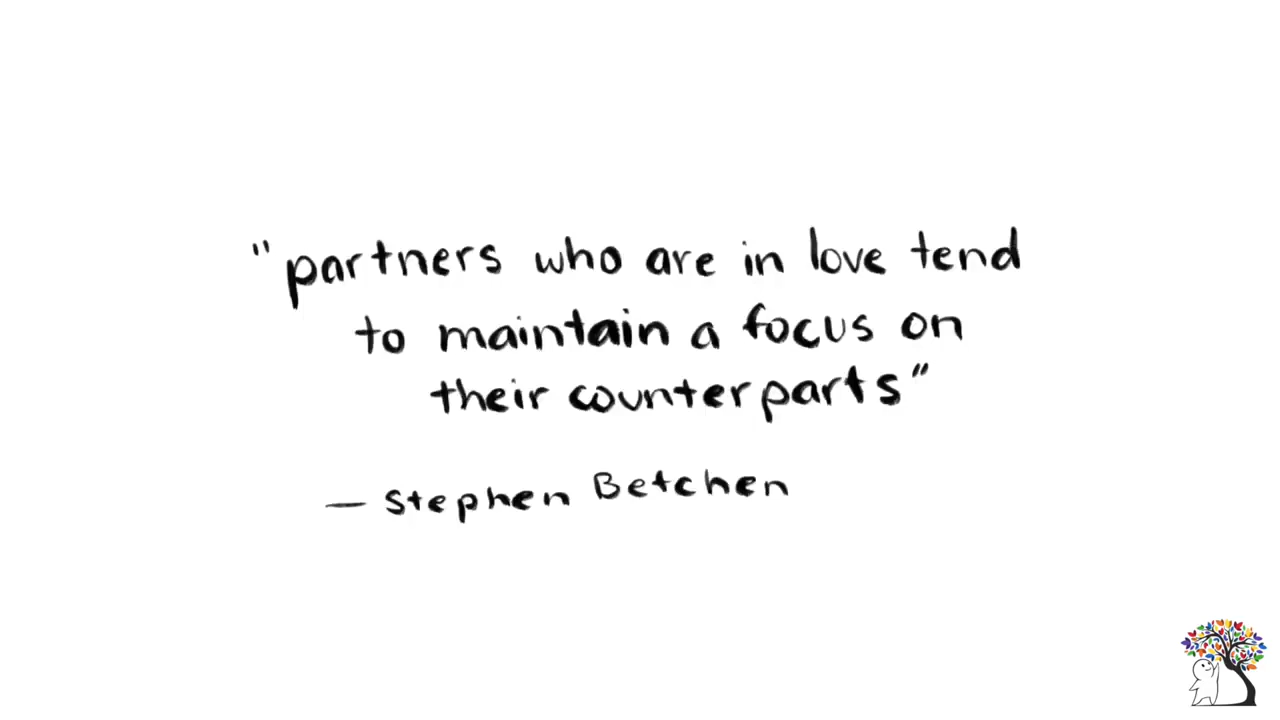 "partners who are in love tend
to maintain a focus on
their counterparts"
— Stephen Betchen